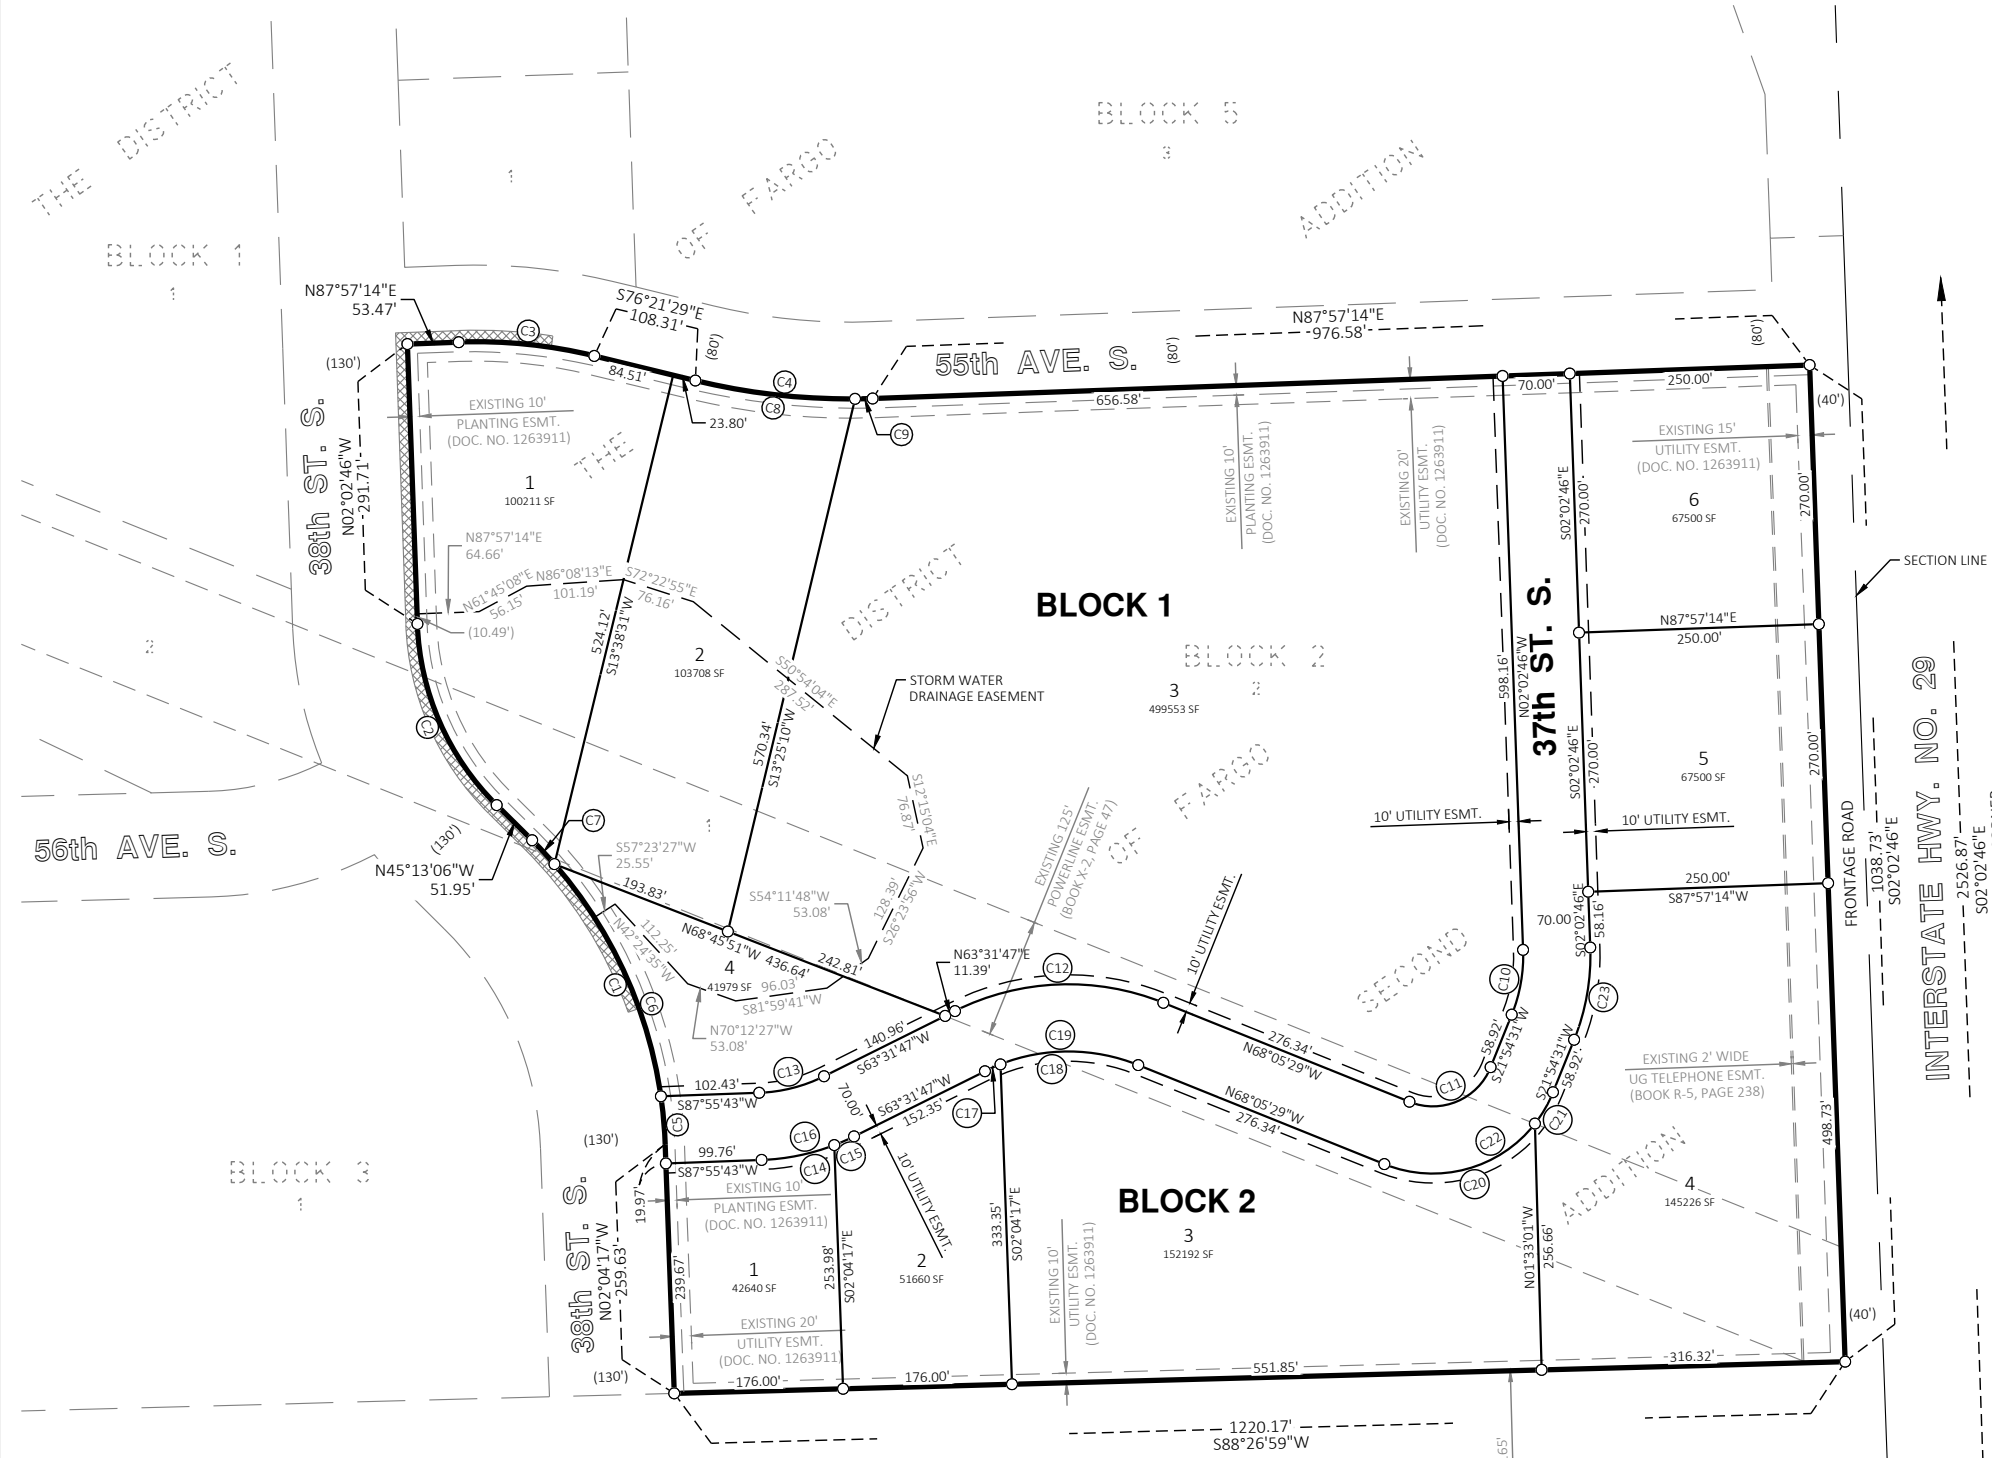 THE DISTRICT
OF FARGO
ADDITION
BLOCK 5
3
1
BLOCK 1
1
N87°57'14"E
53.47'
C3
S76°21'29"E
108.31'
(80')
(130')
84.51'
C4
C8
23.80'
C9
55th AVE. S.
(80')
N87°57'14"E
976.58'
656.58'
70.00'
250.00'
(80')
(40')
38th ST. S.
N02°02'46"W
291.71'
EXISTING 10'
PLANTING ESMT.
(DOC. NO. 1263911)
THE
1
100211 SF
N87°57'14"E
64.66'
N61°45'08"E
56.15'
N86°08'13"E
101.19'
S72°22'55"E
76.16'
(10.49')
524.12'
S13°38'31"W
2
103708 SF
S50°54'04"E
287.52'
DISTRICT
STORM WATER
DRAINAGE EASEMENT
570.34'
S13°25'10"W
EXISTING 10'
PLANTING ESMT.
(DOC. NO. 1263911)
EXISTING 20'
UTILITY ESMT.
(DOC. NO. 1263911)
BLOCK 1
BLOCK 2
2
3
499553 SF
598.16'
N02°02'46"W
37th ST. S.
S02°02'46"E
270.00'
EXISTING 15'
UTILITY ESMT.
(DOC. NO. 1263911)
6
67500 SF
270.00'
SECTION LINE
N87°57'14"E
250.00'
S02°02'46"E
270.00'
5
67500 SF
270.00'
10' UTILITY ESMT.
10' UTILITY ESMT.
250.00'
S87°57'14"W
70.00'
S02°02'46"E
58.16'
FRONTAGE ROAD
1038.73'
S02°02'46"E
INTERSTATE HWY. NO. 29
2526.87'
S02°02'46"E
2
C2
56th AVE. S.
(130')
N45°13'06"W
51.95'
C7
S57°23'27"W
25.55'
1
S12°15'04"E
76.87'
193.83'
N68°45'51"W
436.64'
242.81'
S54°11'48"W
53.08'
128.39'
S26°23'56"W
N42°24'35"W
112.25'
4
41979 SF
96.03'
S81°59'41"W
N70°12'27"W
53.08'
C1
C6
EXISTING 125'
POWERLINE ESMT.
(BOOK X-2, PAGE 47)
OF FARGO
SECOND
ADDITION
N63°31'47"E
11.39'
C12
10' UTILITY ESMT.
C10
C23
276.34'
N68°05'29"W
58.92'
S21°54'31"W
C11
S21°54'31"W
58.92'
C21
140.96'
S63°31'47"W
C13
102.43'
S87°55'43"W
C5
C19
C18
C17
70.00'
S63°31'47"W
152.35'
N68°05'29"W
276.34'
C22
C20
EXISTING 2' WIDE
UG TELEPHONE ESMT.
(BOOK R-5, PAGE 238)
498.73'
(130')
99.76'
S87°55'43"W
C16
C14
C15
19.97'
EXISTING 10'
PLANTING ESMT.
(DOC. NO. 1263911)
10' UTILITY ESMT.
BLOCK 3
1
38th ST. S.
N02°04'17"W
259.63'
239.67'
1
42640 SF
253.98'
S02°04'17"E
2
51660 SF
333.35'
S02°04'17"E
BLOCK 2
3
152192 SF
EXISTING 10'
UTILITY ESMT.
(DOC. NO. 1263911)
N01°33'01"W
256.66'
4
145226 SF
EXISTING 20'
UTILITY ESMT.
(DOC. NO. 1263911)
(130')
(40')
176.00'
176.00'
551.85'
316.32'
1220.17'
S88°26'59"W